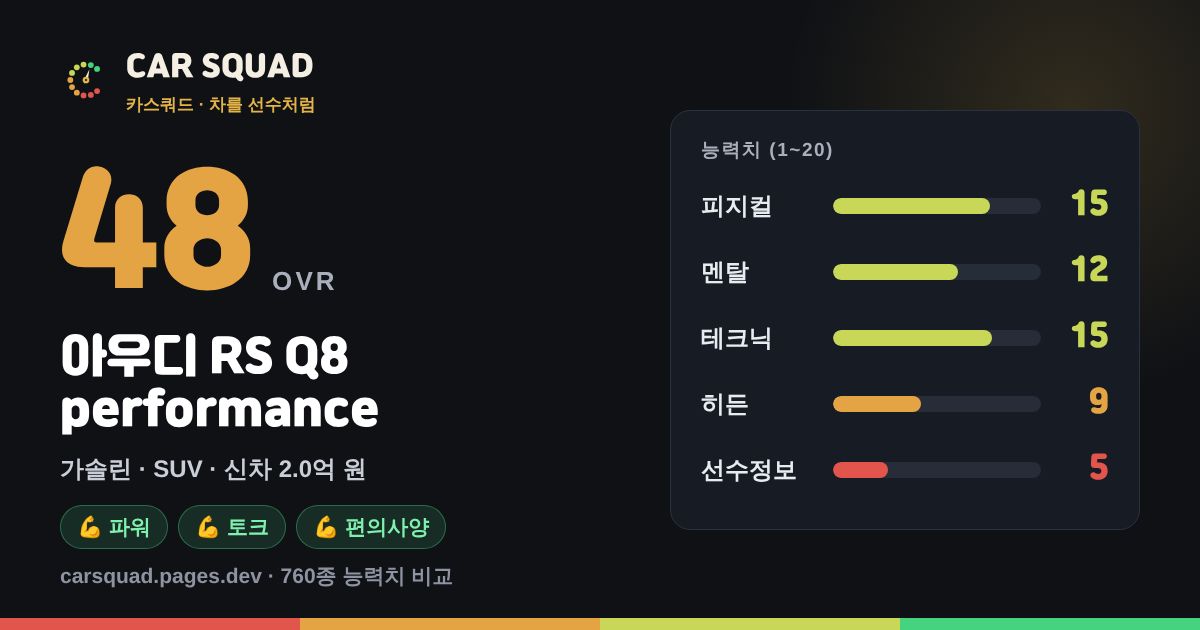 CAR SQUAD
카스쿼드 · 차를 선수처럼
48 OVR
아우디 RS Q8
performance
가솔린 · SUV · 신차 2.0억 원
💪 파워 💪 토크 💪 편의사양
carsquad.pages.dev · 760종 능력치 비교
능력치 (1~20)
피지컬 15
멘탈 12
테크닉 15
히든 9
선수정보 5